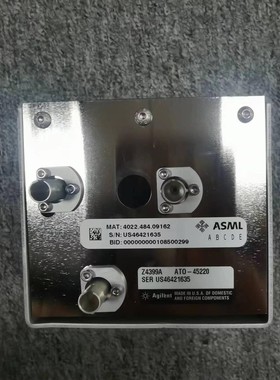 MAT: 4022.484.09162
S/N: US46421635
BID: 000000000108500299
ASML
A B C D E
Z4399A ATO-45220
SER US46421635
Agilent
MADE IN U.S.A. OF DOMESTIC
AND FOREIGN COMPONENTS